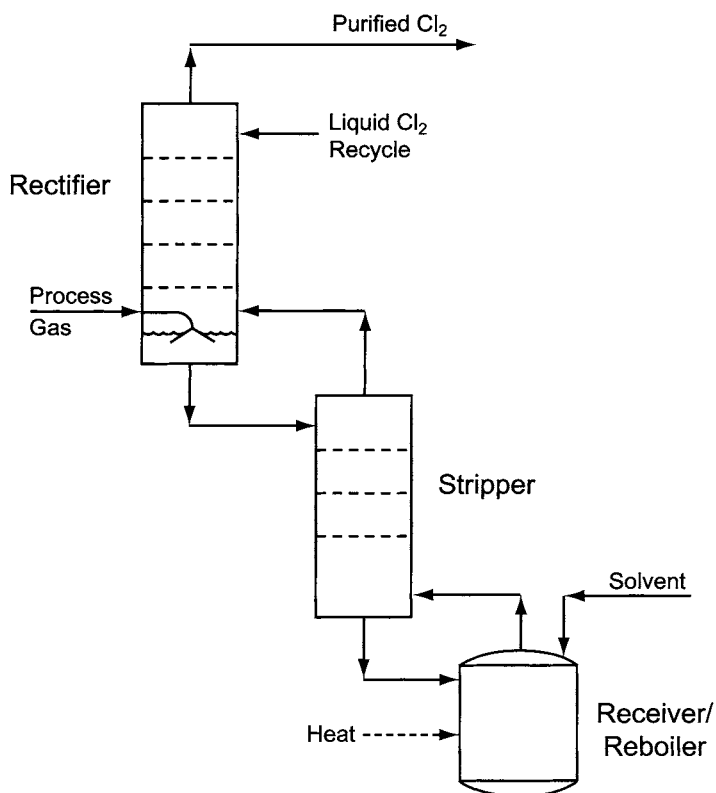 Purified Cl₂
Liquid Cl₂
Recycle
Rectifier
Process
Gas
Stripper
Solvent
Receiver/
Reboiler
Heat